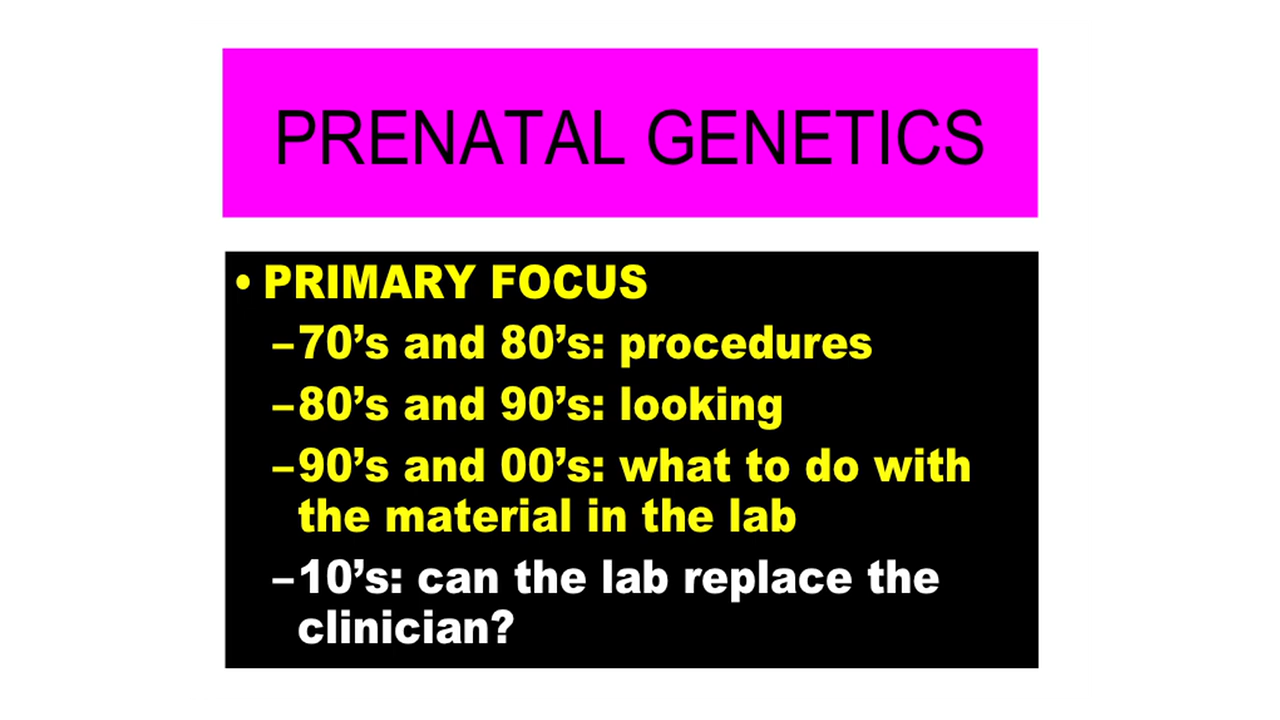 PRENATAL GENETICS
• PRIMARY FOCUS
–70’s and 80’s: procedures
–80’s and 90’s: looking
–90’s and 00’s: what to do with
the material in the lab
–10’s: can the lab replace the
clinician?